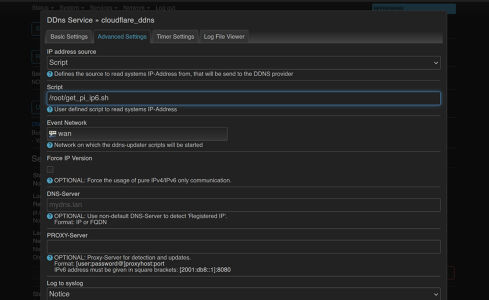 Status System Services Network Log out
DDns Service » cloudflare_ddns
Basic Settings Advanced Settings Timer Settings Log File Viewer
IP address source
Script
Defines the source to read systems IP-Address from, that will be send to the DDNS provider
Script
/root/get_pi_ip6.sh
User defined script to read systems IP-Address
Event Network
wan
Network on which the ddns-updater scripts will be started
Force IP Version
OPTIONAL: Force the usage of pure IPv4/IPv6 only communication.
DNS-Server
mydns.lan
OPTIONAL: Use non-default DNS-Server to detect 'Registered IP'.
Format: IP or FQDN
PROXY-Server
OPTIONAL: Proxy-Server for detection and updates.
Format: [user:password@]proxyhost:port
IPv6 address must be given in square brackets: [2001:db8::1]:8080
Log to syslog
Notice